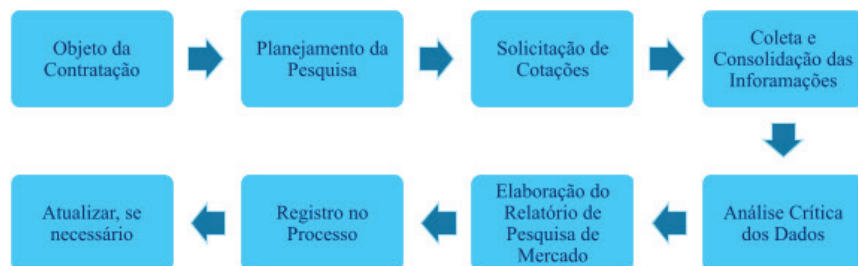 Objeto da
Contratação
Planejamento da
Pesquisa
Solicitação de
Cotações
Coleta e
Consolidação das
Inforamações
Análise Crítica
dos Dados
Elaboração do
Relatório de
Pesquisa de
Mercado
Registro no
Processo
Atualizar, se
necessário